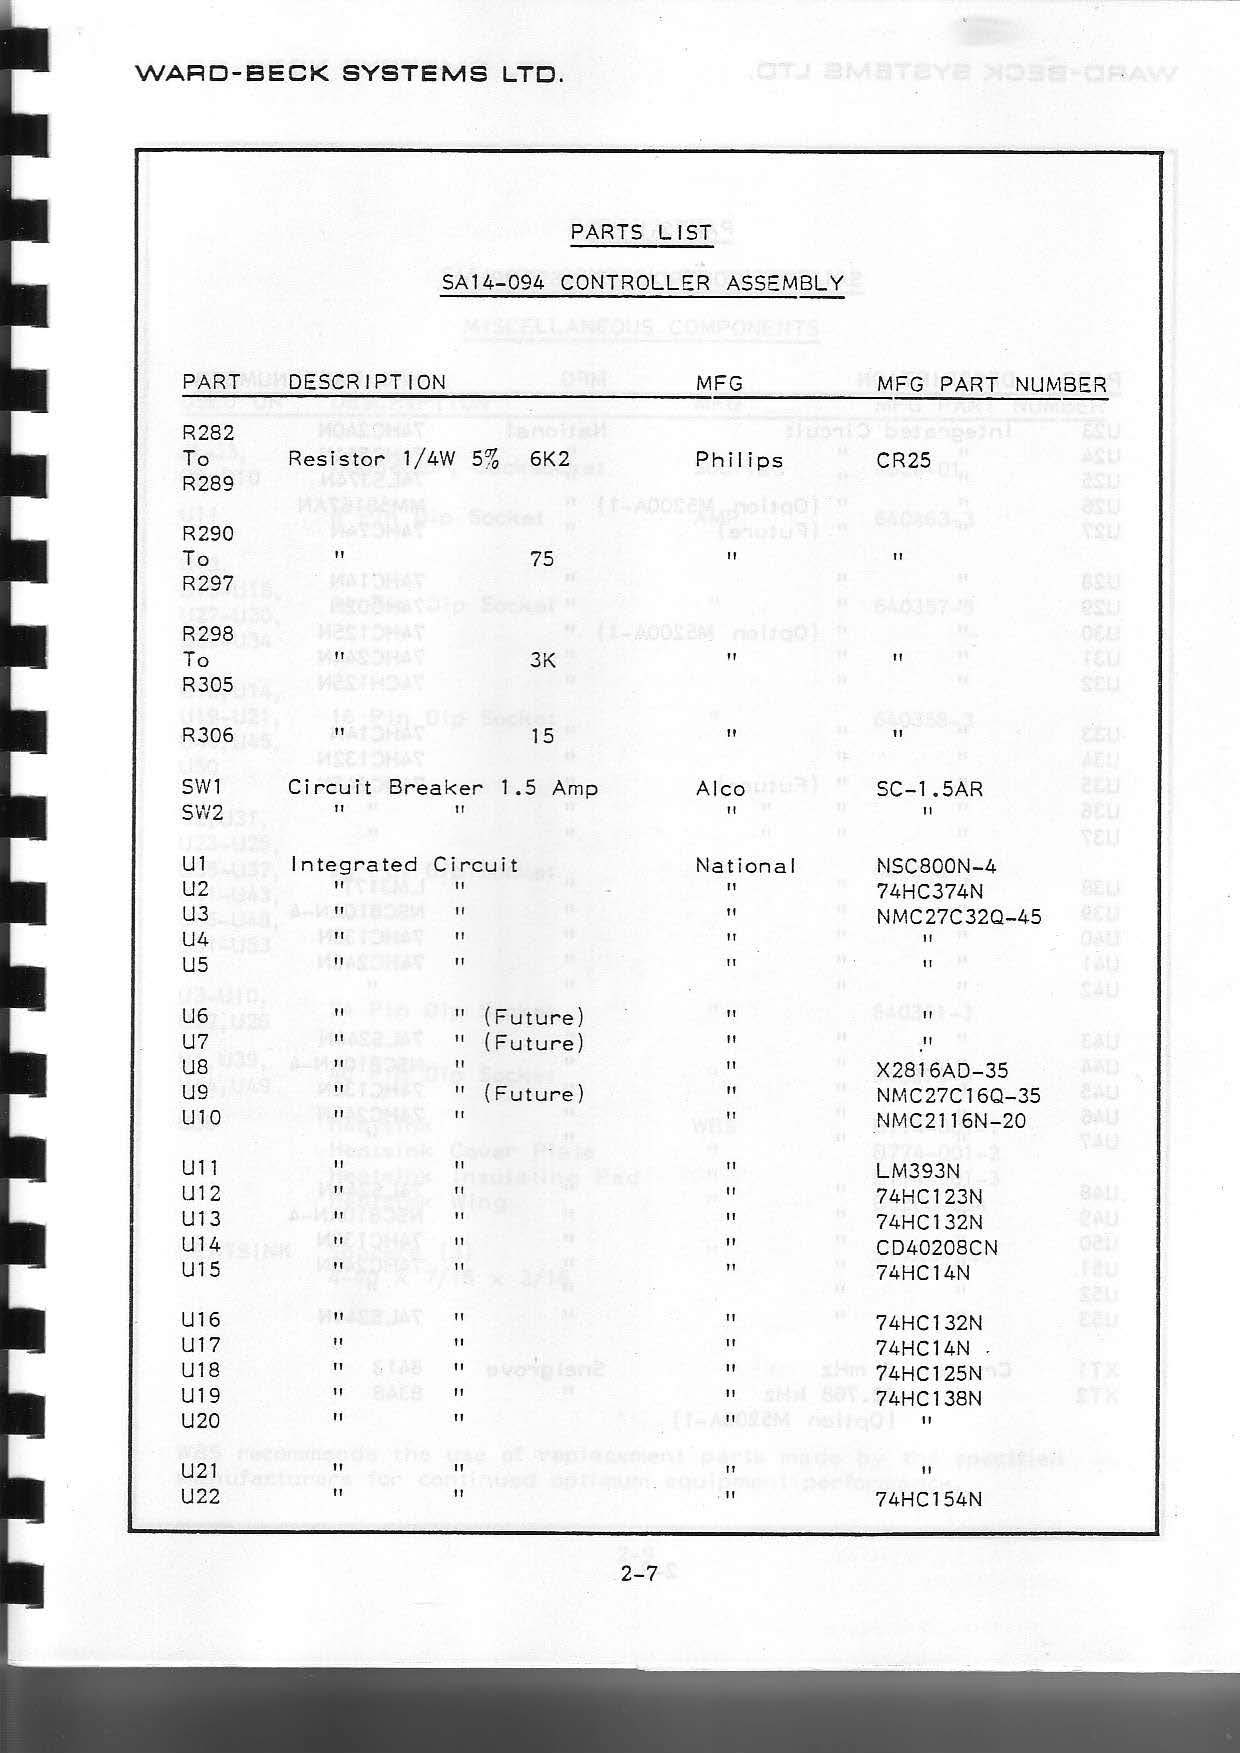 WARD-BECK SYSTEMS LTD.
PARTS LIST
SA14-094 CONTROLLER ASSEMBLY
PART DESCRIPTION MFG MFG PART NUMBER
R282
To Resistor 1/4W 5% 6K2 Philips CR25
R289
R290
To " 75 " "
R297
R298
To " 3K " "
R305
R306 " 15 " "
SW1 Circuit Breaker 1.5 Amp Alco SC-1.5AR
SW2 " " " "
U1 Integrated Circuit National NSC800N-4
U2 " " " 74HC374N
U3 " " " NMC27C32Q-45
U4 " " " "
U5 " " " "
U6 " " (Future) " "
U7 " " (Future) " "
U8 " " " X2816AD-35
U9 " " (Future) " NMC27C16Q-35
U10 " " " NMC2116N-20
U11 " " " LM393N
U12 " " " 74HC123N
U13 " " " 74HC132N
U14 " " " CD40208CN
U15 " " " 74HC14N
U16 " " " 74HC132N
U17 " " " 74HC14N
U18 " " " 74HC125N
U19 " " " 74HC138N
U20 " " "
U21 " " " "
U22 " " " 74HC154N
2-7